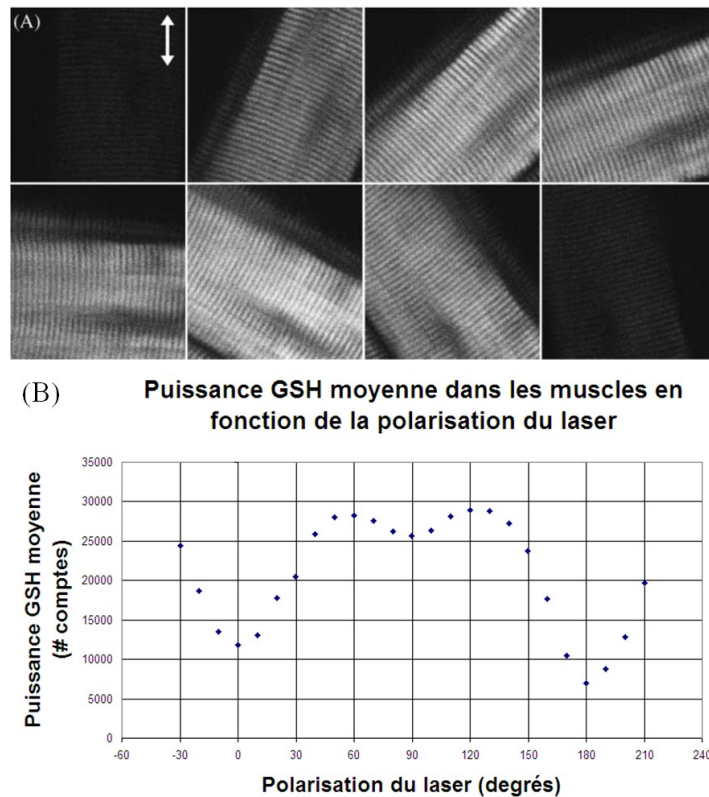 (A)
(B)
Puissance GSH moyenne dans les muscles en
fonction de la polarisation du laser
Puissance GSH moyenne
(# comptes)
35000
30000
25000
20000
15000
10000
5000
0
-60 -30 0 30 60 90 120 150 180 210 240
Polarisation du laser (degrés)